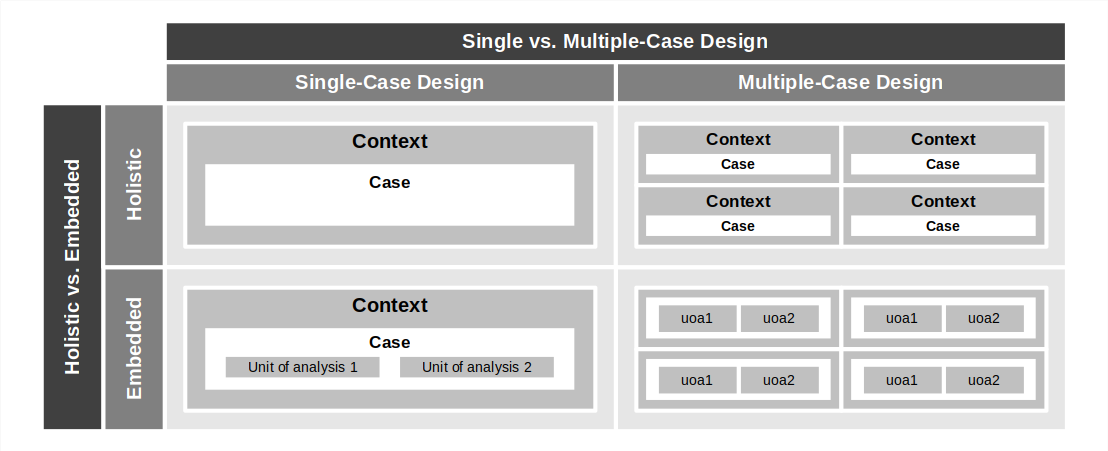 Single vs. Multiple-Case Design
Single-Case Design
Multiple-Case Design
Holistic vs. Embedded
Holistic
Context
Case
Context
Case
Context
Case
Context
Case
Context
Case
Embedded
Context
Case
Unit of analysis 1
Unit of analysis 2
uoa1
uoa2
uoa1
uoa2
uoa1
uoa2
uoa1
uoa2